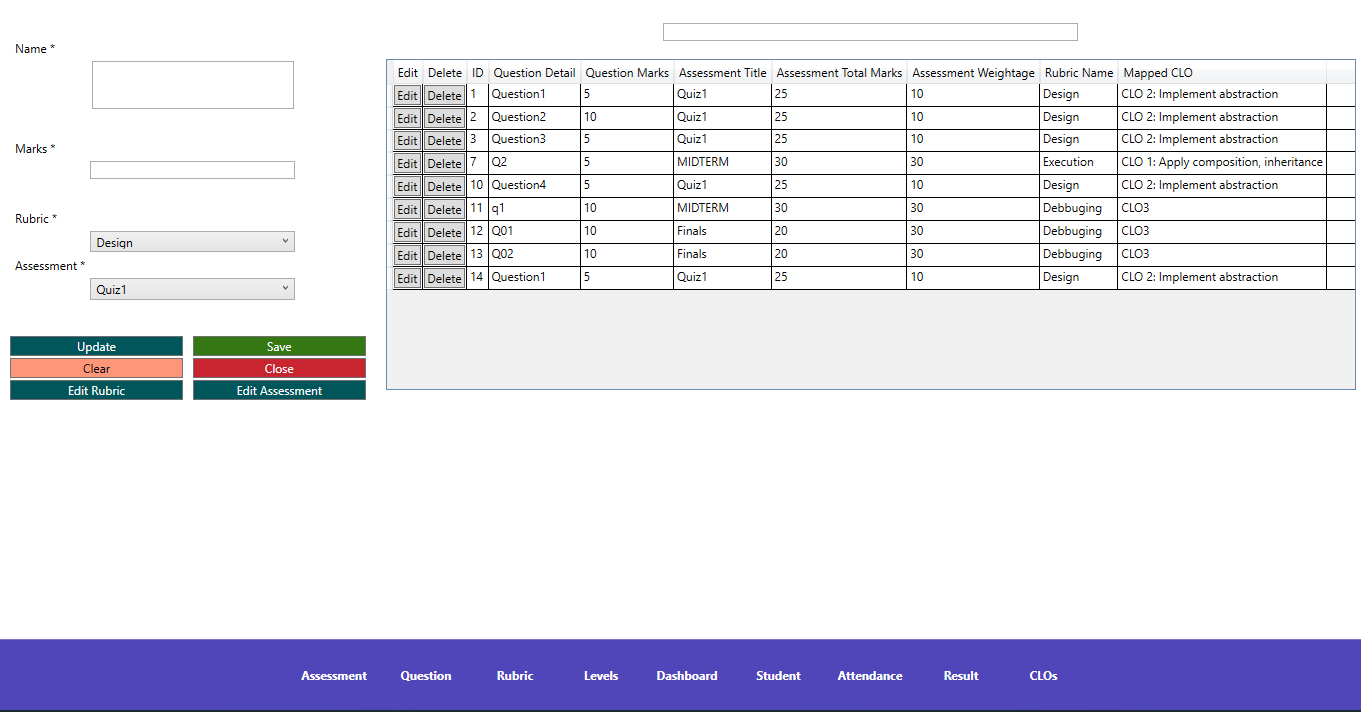 Name *
Marks *
Rubric *
Design
Assessment *
Quiz1
Update Save
Clear Close
Edit Rubric Edit Assessment
Edit Delete ID Question Detail Question Marks Assessment Title Assessment Total Marks Assessment Weightage Rubric Name Mapped CLO
Edit Delete 1 Question1 5 Quiz1 25 10 Design CLO 2: Implement abstraction
Edit Delete 2 Question2 10 Quiz1 25 10 Design CLO 2: Implement abstraction
Edit Delete 3 Question3 5 Quiz1 25 10 Design CLO 2: Implement abstraction
Edit Delete 7 Q2 5 MIDTERM 30 30 Execution CLO 1: Apply composition, inheritance
Edit Delete 10 Question4 5 Quiz1 25 10 Design CLO 2: Implement abstraction
Edit Delete 11 q1 10 MIDTERM 30 30 Debbuging CLO3
Edit Delete 12 Q01 10 Finals 20 30 Debbuging CLO3
Edit Delete 13 Q02 10 Finals 20 30 Debbuging CLO3
Edit Delete 14 Question1 5 Quiz1 25 10 Design CLO 2: Implement abstraction
Assessment Question Rubric Levels Dashboard Student Attendance Result CLOs